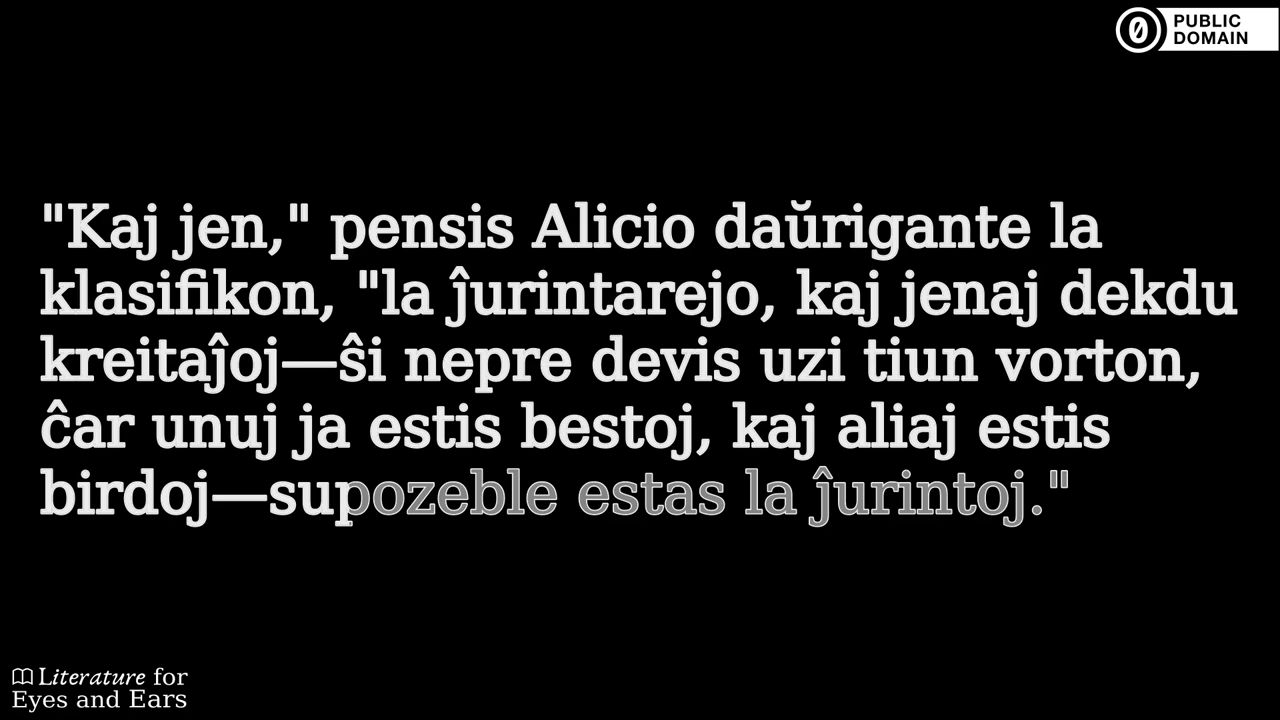 PUBLIC
DOMAIN
"Kaj jen," pensis Alicio daŭrigante la
klasifikon, "la ĵurintarejo, kaj jenaj dekdu
kreitaĵoj—ŝi nepre devis uzi tiun vorton,
ĉar unuj ja estis bestoj, kaj aliaj estis
birdoj—supozeble estas la ĵurintoj."
Literature for
Eyes and Ears